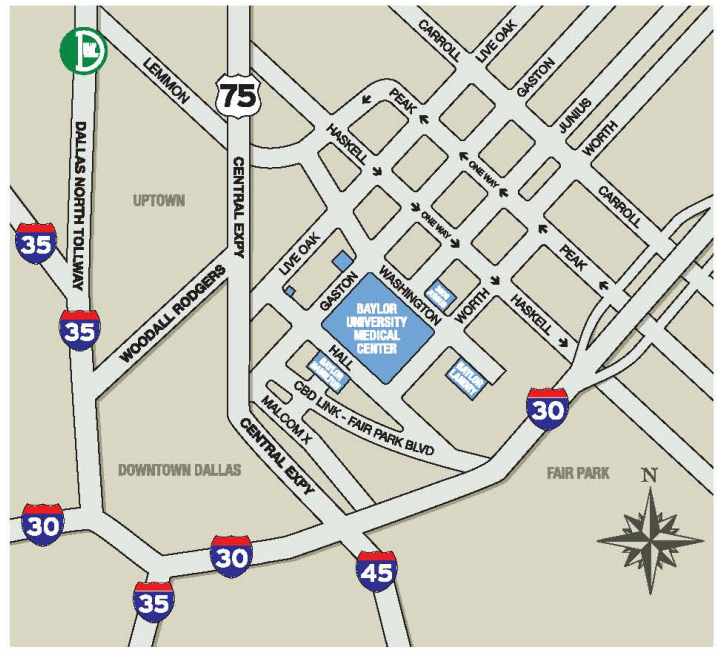 CARROLL
LIVE OAK
GASTON
JUNIUS
WORTH
LEMMON
75
PEAK
HASKELL
ONE WAY
CARROLL
DALLAS NORTH TOLLWAY
CENTRAL EXPY
UPTOWN
ONE WAY
35
LIVE OAK
PEAK
WOODALL RODGERS
GASTON
WASHINGTON
WORTH
HASKELL
35
BAYLOR
UNIVERSITY
MEDICAL
CENTER
HALL
BAYLOR
LANDRY
CBD LINK - FAIR PARK BLVD
MALCOM X
30
CENTRAL EXPY
DOWNTOWN DALLAS
FAIR PARK
N
30
30
45
35